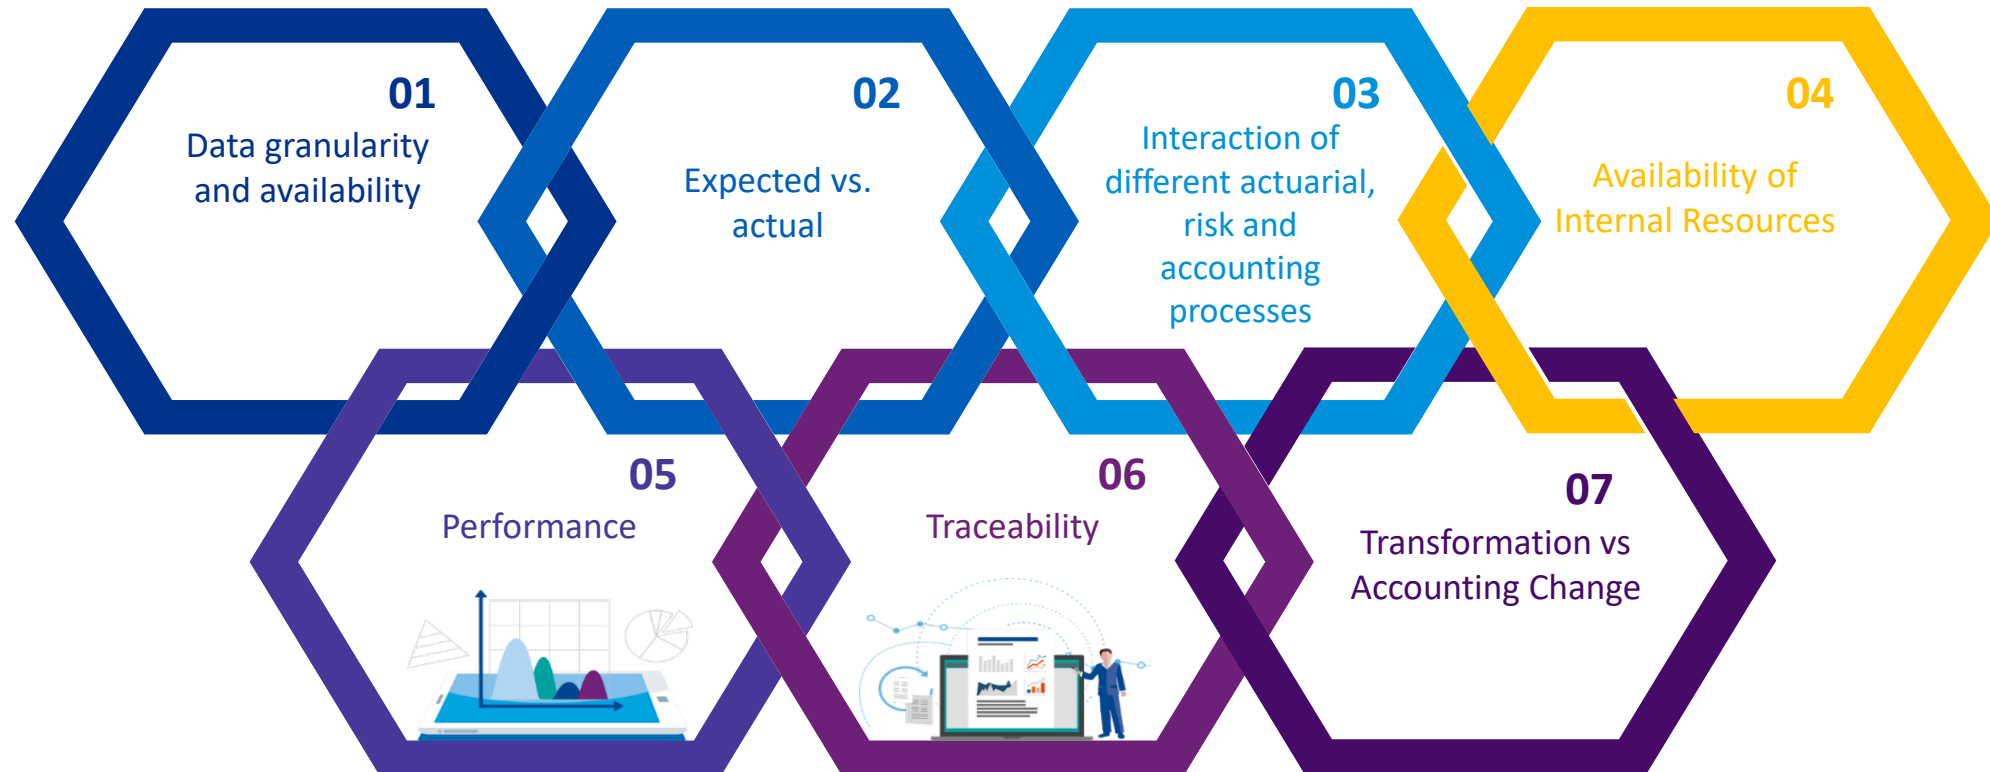 01
Data granularity
and availability
02
Expected vs.
actual
03
Interaction of
different actuarial,
risk and
accounting
processes
04
Availability of
Internal Resources
05
Performance
06
Traceability
07
Transformation vs
Accounting Change